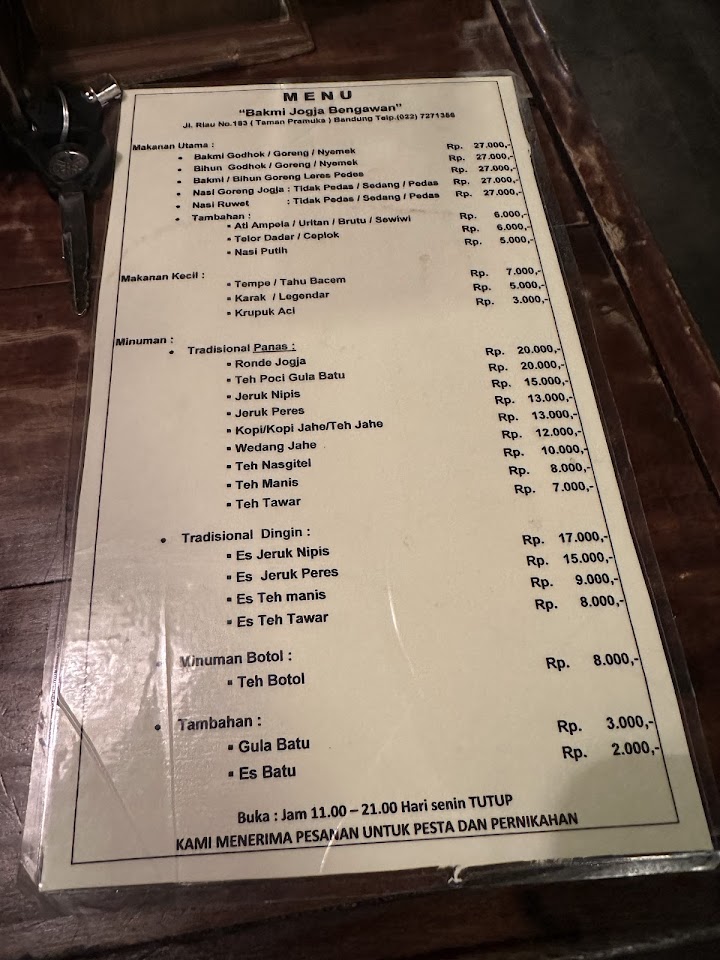 MENU
"Bakmi Jogja Bengawan"
Jl. Riau No.183 ( Taman Pramuka ) Bandung Telp.(022) 7271356
Makanan Utama :
• Bakmi Godhok / Goreng / Nyemek Rp. 27.000,-
• Bihun Godhok / Goreng / Nyemek Rp. 27.000,-
• Bakmi / Bihun Goreng Leres Pedes Rp. 27.000,-
• Nasi Goreng Jogja : Tidak Pedas / Sedang / Pedas Rp. 27.000,-
• Nasi Ruwet : Tidak Pedas / Sedang / Pedas Rp. 27.000,-
• Tambahan :
▪ Ati Ampela / Uritan / Brutu / Sewiwi Rp. 6.000,-
▪ Telor Dadar / Ceplok Rp. 6.000,-
▪ Nasi Putih Rp. 5.000,-
Makanan Kecil :
▪ Tempe / Tahu Bacem Rp. 7.000,-
▪ Karak / Legendar Rp. 5.000,-
▪ Krupuk Aci Rp. 3.000,-
Minuman :
• Tradisional Panas :
▪ Ronde Jogja Rp. 20.000,-
▪ Teh Poci Gula Batu Rp. 20.000,-
▪ Jeruk Nipis Rp. 15.000,-
▪ Jeruk Peres Rp. 13.000,-
▪ Kopi/Kopi Jahe/Teh Jahe Rp. 13.000,-
▪ Wedang Jahe Rp. 12.000,-
▪ Teh Nasgitel Rp. 10.000,-
▪ Teh Manis Rp. 8.000,-
▪ Teh Tawar Rp. 7.000,-
• Tradisional Dingin :
▪ Es Jeruk Nipis Rp. 17.000,-
▪ Es Jeruk Peres Rp. 15.000,-
▪ Es Teh manis Rp. 9.000,-
▪ Es Teh Tawar Rp. 8.000,-
• Minuman Botol :
▪ Teh Botol Rp. 8.000,-
• Tambahan :
▪ Gula Batu Rp. 3.000,-
▪ Es Batu Rp. 2.000,-
Buka : Jam 11.00 – 21.00 Hari senin TUTUP
KAMI MENERIMA PESANAN UNTUK PESTA DAN PERNIKAHAN